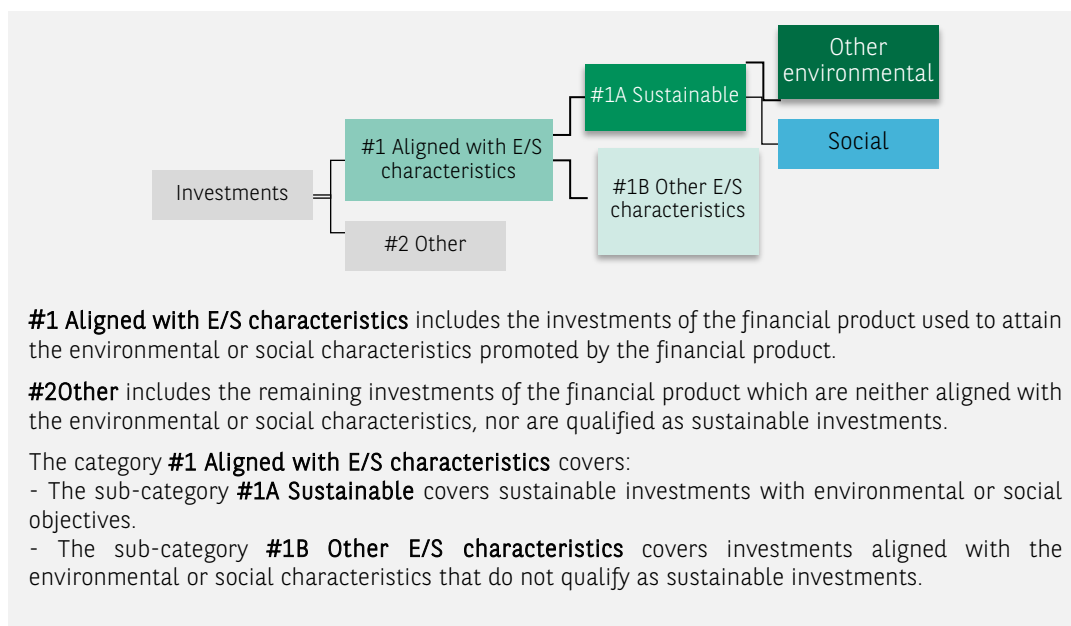 Other
environmental
#1A Sustainable
Social
#1 Aligned with E/S
characteristics
#1B Other E/S
characteristics
Investments
#2 Other
#1 Aligned with E/S characteristics includes the investments of the financial product used to attain
the environmental or social characteristics promoted by the financial product.
#2Other includes the remaining investments of the financial product which are neither aligned with
the environmental or social characteristics, nor are qualified as sustainable investments.
The category #1 Aligned with E/S characteristics covers:
- The sub-category #1A Sustainable covers sustainable investments with environmental or social
objectives.
- The sub-category #1B Other E/S characteristics covers investments aligned with the
environmental or social characteristics that do not qualify as sustainable investments.